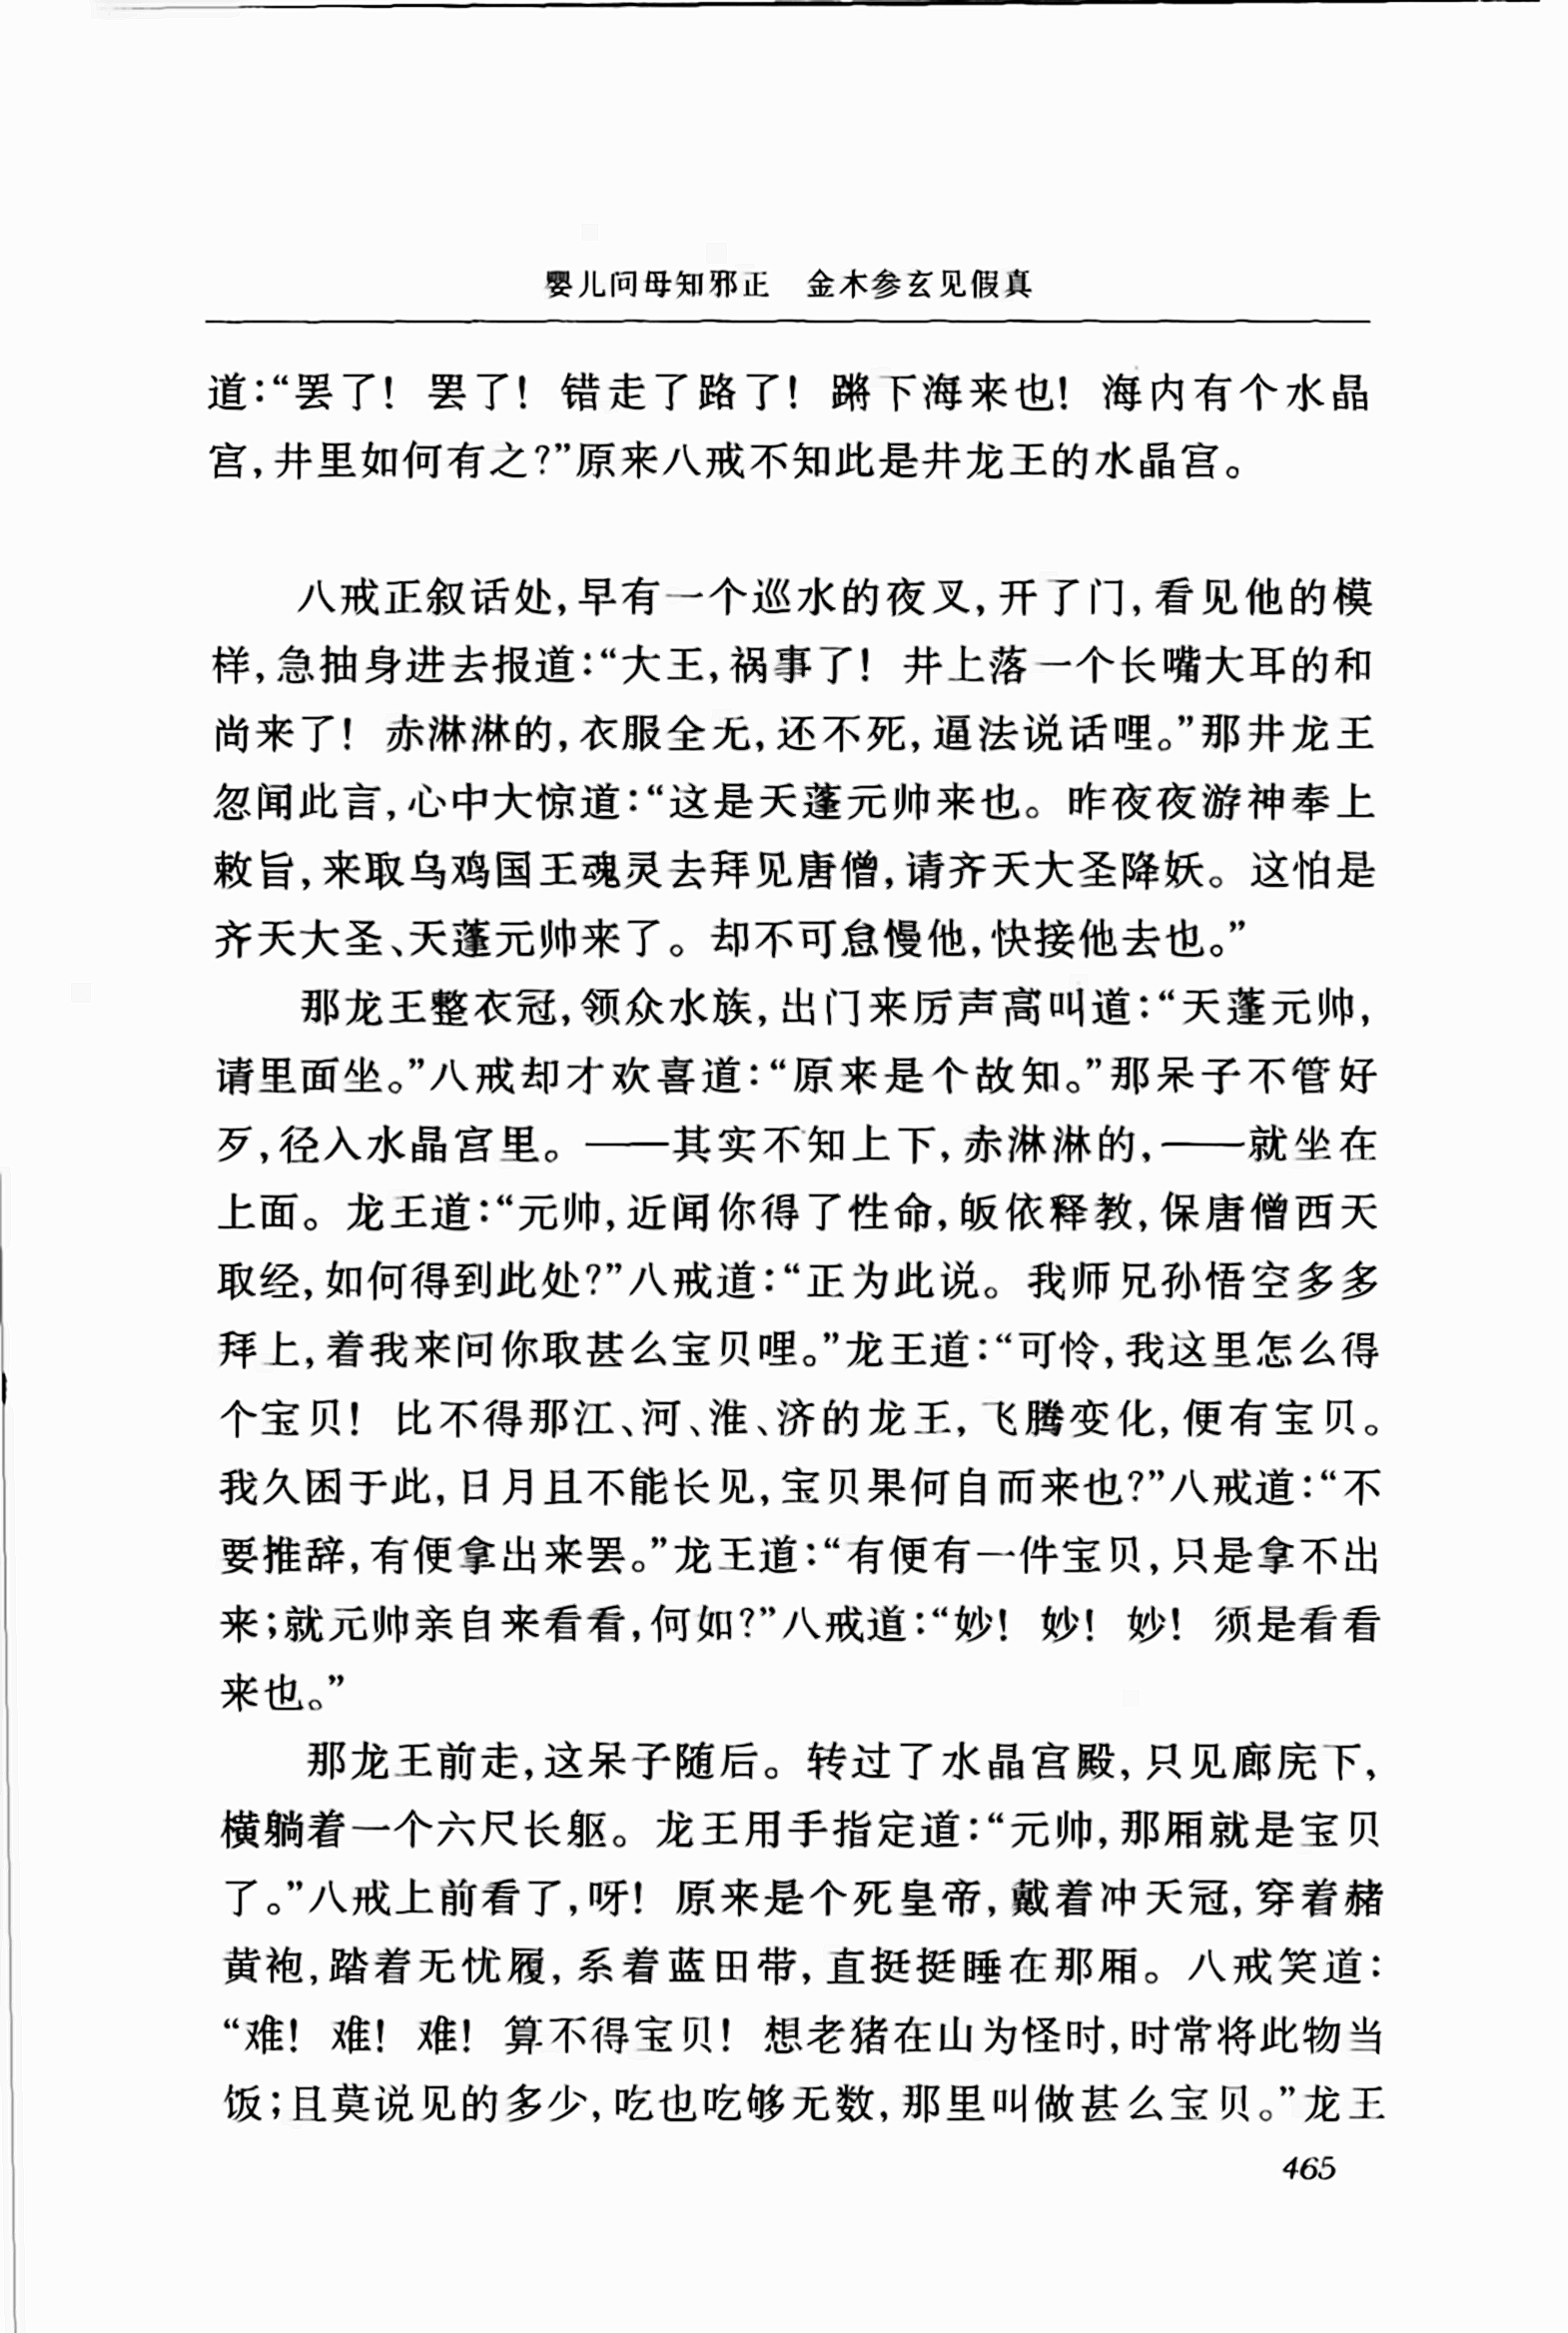 婴儿问母知邪正　金木参玄见假真
道：“罢了！罢了！错走了路了！蹡下海来也！海内有个水晶
宫，井里如何有之？”原来八戒不知此是井龙王的水晶宫。
八戒正叙话处，早有一个巡水的夜叉，开了门，看见他的模
样，急抽身进去报道：“大王，祸事了！井上落一个长嘴大耳的和
尚来了！赤淋淋的，衣服全无，还不死，逼法说话哩。”那井龙王
忽闻此言，心中大惊道：“这是天蓬元帅来也。昨夜夜游神奉上
敕旨，来取乌鸡国王魂灵去拜见唐僧，请齐天大圣降妖。这怕是
齐天大圣、天蓬元帅来了。却不可怠慢他，快接他去也。”
那龙王整衣冠，领众水族，出门来厉声高叫道：“天蓬元帅，
请里面坐。”八戒却才欢喜道：“原来是个故知。”那呆子不管好
歹，径入水晶宫里。——其实不知上下，赤淋淋的，——就坐在
上面。龙王道：“元帅，近闻你得了性命，皈依释教，保唐僧西天
取经，如何得到此处？”八戒道：“正为此说。我师兄孙悟空多多
拜上，着我来问你取甚么宝贝哩。”龙王道：“可怜，我这里怎么得
个宝贝！比不得那江、河、淮、济的龙王，飞腾变化，便有宝贝。
我久困于此，日月且不能长见，宝贝果何自而来也？”八戒道：“不
要推辞，有便拿出来罢。”龙王道：“有便有一件宝贝，只是拿不出
来；就元帅亲自来看看，何如？”八戒道：“妙！妙！妙！须是看看
来也。”
那龙王前走，这呆子随后。转过了水晶宫殿，只见廊庑下，
横躺着一个六尺长躯。龙王用手指定道：“元帅，那厢就是宝贝
了。”八戒上前看了，呀！原来是个死皇帝，戴着冲天冠，穿着赭
黄袍，踏着无忧履，系着蓝田带，直挺挺睡在那厢。八戒笑道：
“难！难！难！算不得宝贝！想老猪在山为怪时，时常将此物当
饭；且莫说见的多少，吃也吃够无数，那里叫做甚么宝贝。”龙王
465